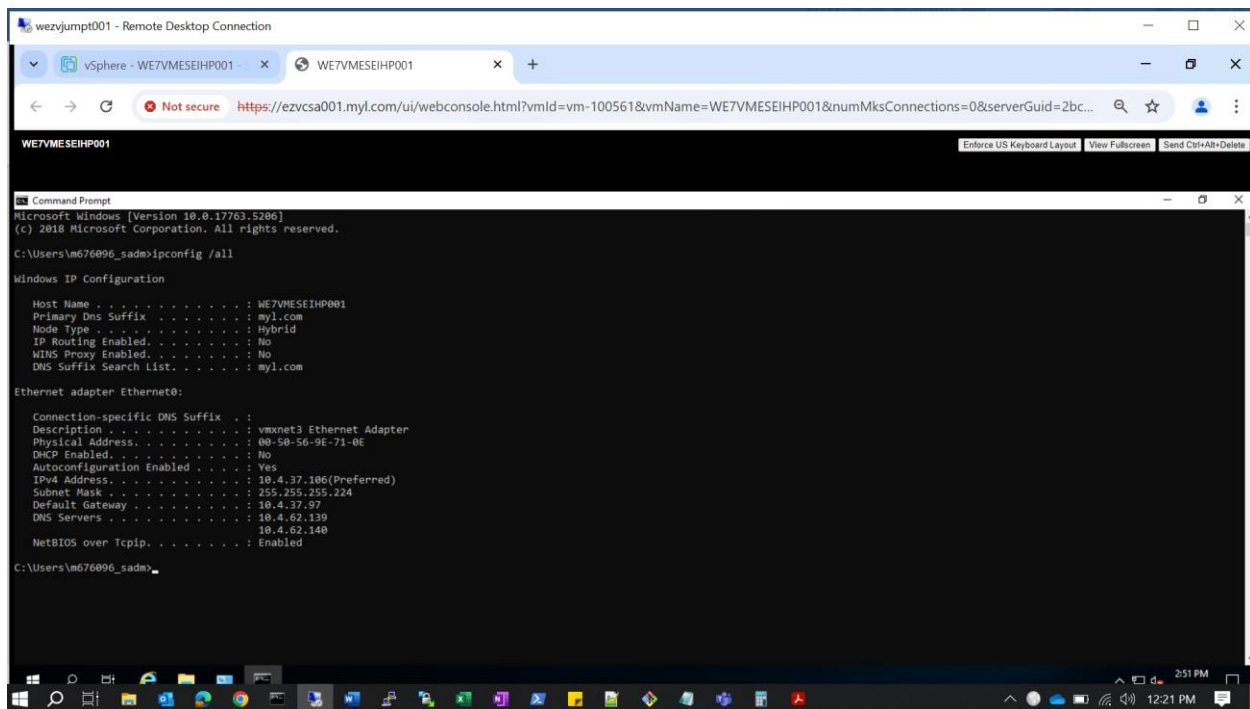 wezvjumpt001 - Remote Desktop Connection
vSphere - WE7VMESEIHP001 -
WE7VMESEIHP001
Not secure https://ezvcsa001.myl.com/ui/webconsole.html?vmId=vm-100561&vmName=WE7VMESEIHP001&numMksConnections=0&serverGuid=2bc...
WE7VMESEIHP001
Enforce US Keyboard Layout View Fullscreen Send Ctrl+Alt+Delete
Command Prompt
Microsoft Windows [Version 10.0.17763.5206]
(c) 2018 Microsoft Corporation. All rights reserved.
C:\Users\m676096_sadm>ipconfig /all
Windows IP Configuration
Host Name . . . . . . . . . . . . : WE7VMESEIHP001
Primary Dns Suffix . . . . . . . : myl.com
Node Type . . . . . . . . . . . . : Hybrid
IP Routing Enabled. . . . . . . . : No
WINS Proxy Enabled. . . . . . . . : No
DNS Suffix Search List. . . . . . : myl.com
Ethernet adapter Ethernet0:
Connection-specific DNS Suffix . :
Description . . . . . . . . . . . : vmxnet3 Ethernet Adapter
Physical Address. . . . . . . . . : 00-50-56-9E-71-0E
DHCP Enabled. . . . . . . . . . . : No
Autoconfiguration Enabled . . . . : Yes
IPv4 Address. . . . . . . . . . . : 10.4.37.106(Preferred)
Subnet Mask . . . . . . . . . . . : 255.255.255.224
Default Gateway . . . . . . . . . : 10.4.37.97
DNS Servers . . . . . . . . . . . : 10.4.62.139
10.4.62.140
NetBIOS over Tcpip. . . . . . . . : Enabled
C:\Users\m676096_sadm>
2:51 PM
12:21 PM